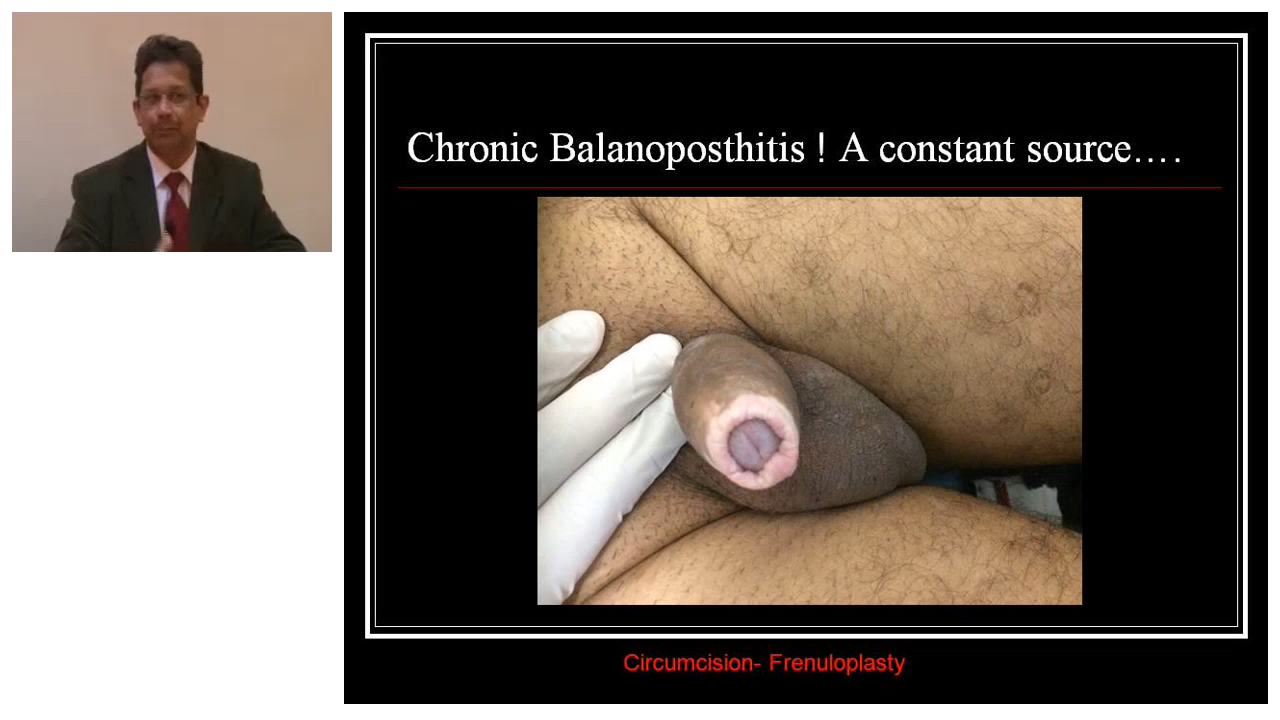 Chronic Balanoposthitis ! A constant source....
Circumcision- Frenuloplasty